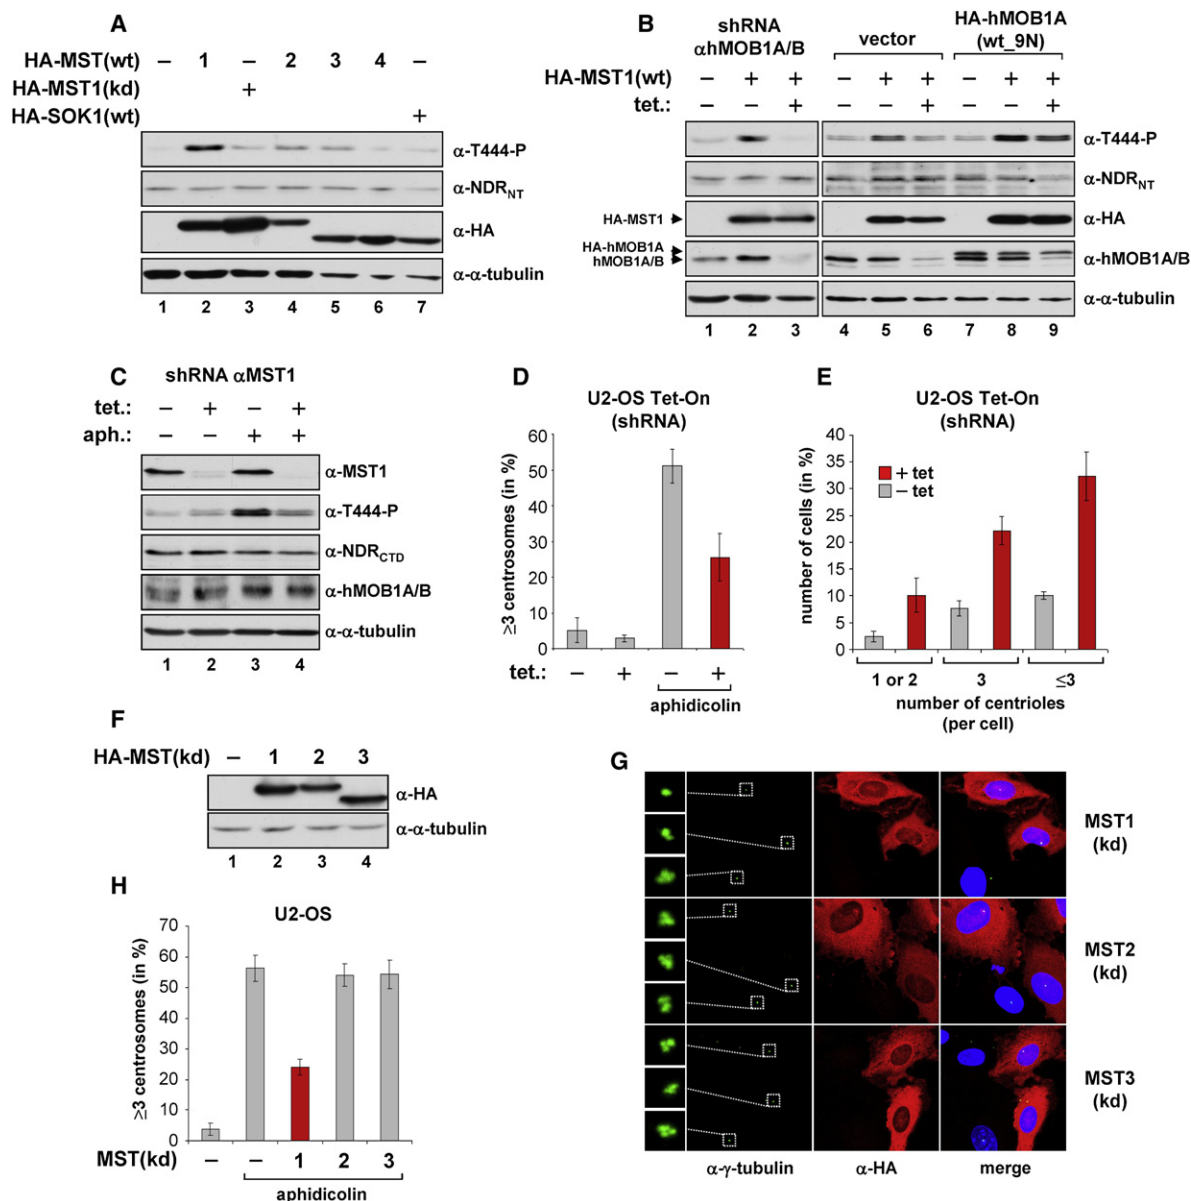 A
HA-MST(wt) – 1 – 2 3 4 –
HA-MST1(kd) +
HA-SOK1(wt) +
α-T444-P
α-NDRNT
α-HA
α-α-tubulin
1 2 3 4 5 6 7
B
shRNA
αhMOB1A/B
vector
HA-hMOB1A
(wt_9N)
HA-MST1(wt) – + + – + + – + +
tet.: – – + – – + – – +
α-T444-P
α-NDRNT
HA-MST1
α-HA
HA-hMOB1A
hMOB1A/B
α-hMOB1A/B
α-α-tubulin
1 2 3 4 5 6 7 8 9
C
shRNA αMST1
tet.: – + – +
aph.: – – + +
α-MST1
α-T444-P
α-NDRCTD
α-hMOB1A/B
α-α-tubulin
1 2 3 4
D
U2-OS Tet-On
(shRNA)
≥3 centrosomes (in %)
60
50
40
30
20
10
0
tet.: – + – +
aphidicolin
E
U2-OS Tet-On
(shRNA)
number of cells (in %)
40
35
30
25
20
15
10
5
0
+ tet
– tet
1 or 2 3 ≤3
number of centrioles
(per cell)
F
HA-MST(kd) – 1 2 3
α-HA
α-α-tubulin
1 2 3 4
G
MST1
(kd)
MST2
(kd)
MST3
(kd)
α-γ-tubulin α-HA merge
H
U2-OS
≥3 centrosomes (in %)
70
60
50
40
30
20
10
0
MST(kd) – – 1 2 3
aphidicolin